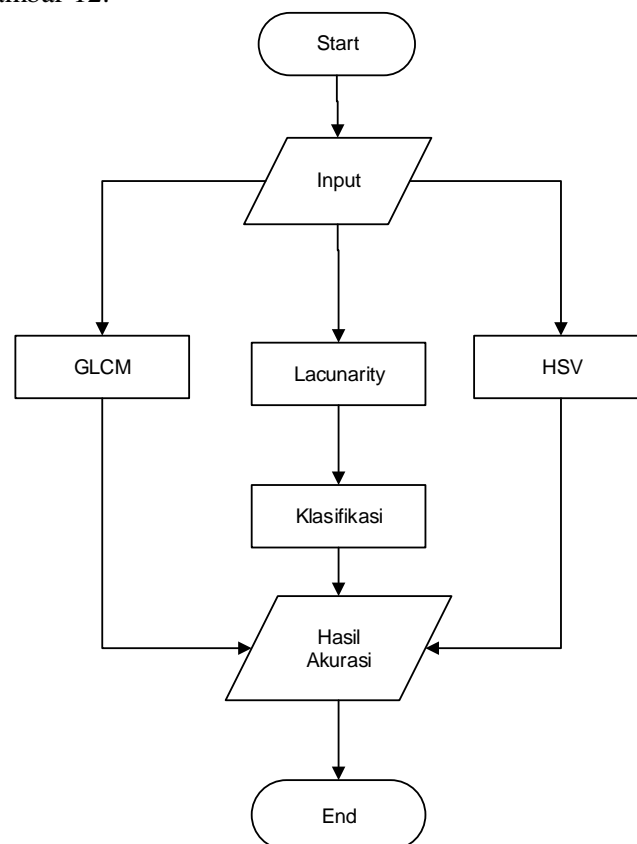 Start
Input
GLCM
Lacunarity
HSV
Klasifikasi
Hasil
Akurasi
End